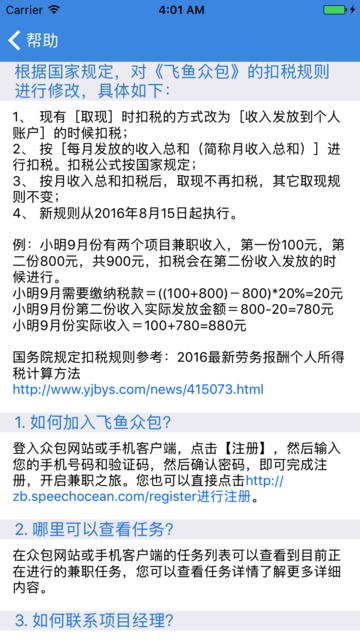 Carrier 4:01 AM
帮助
根据国家规定，对《飞鱼众包》的扣税规则
进行修改，具体如下：
1、 现有［取现］时扣税的方式改为［收入发放到个人
账户］的时候扣税；
2、 按［每月发放的收入总和（简称月收入总和）］进
行扣税。扣税公式按国家规定；
3、 按月收入总和扣税后，取现不再扣税，其它取现规
则不变；
4、 新规则从2016年8月15日起执行。
例：小明9月份有两个项目兼职收入，第一份100元，第
二份800元，共900元，扣税会在第二份收入发放的时
候进行。
小明9月需要缴纳税款＝((100+800)－800)*20%=20元
小明9月份第二份收入实际发放金额＝800-20=780元
小明9月份实际收入＝100+780=880元
国务院规定扣税规则参考：2016最新劳务报酬个人所得
税计算方法
http://www.yjbys.com/news/415073.html
1. 如何加入飞鱼众包?
登入众包网站或手机客户端，点击【注册】，然后输入
您的手机号码和验证码，然后确认密码，即可完成注
册，开启兼职之旅。您也可以直接点击http://
zb.speechocean.com/register进行注册。
2. 哪里可以查看任务?
在众包网站或手机客户端的任务列表可以查看到目前正
在进行的兼职任务，您可以查看任务详情了解更多详细
内容。
3. 如何联系项目经理?